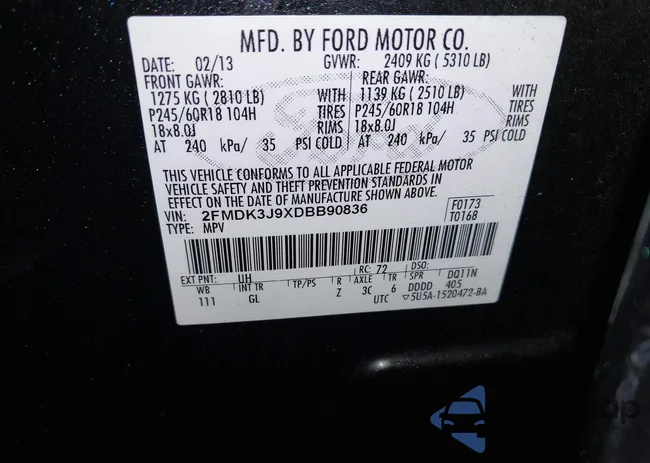 MFD. BY FORD MOTOR CO.
DATE: 02/13 GVWR: 2409 KG ( 5310 LB)
FRONT GAWR: REAR GAWR:
1275 KG ( 2810 LB) WITH 1139 KG ( 2510 LB) WITH
P245/60R18 104H TIRES P245/60R18 104H TIRES
18x8.0J RIMS 18x8.0J RIMS
AT 240 kPa/ 35 PSI COLD AT 240 kPa/ 35 PSI COLD
THIS VEHICLE CONFORMS TO ALL APPLICABLE FEDERAL MOTOR
VEHICLE SAFETY AND THEFT PREVENTION STANDARDS IN
EFFECT ON THE DATE OF MANUFACTURE SHOWN ABOVE.
VIN: 2FMDK3J9XDBB90836 F0173
TYPE: MPV T0168
EXT PNT: UH RC: 72 DSO: DQ11N
WB INT TR TP/PS R AXLE TR SPR 405
111 GL Z 3C 6 DDDD
UTC ▽5U5A-1520472-BA